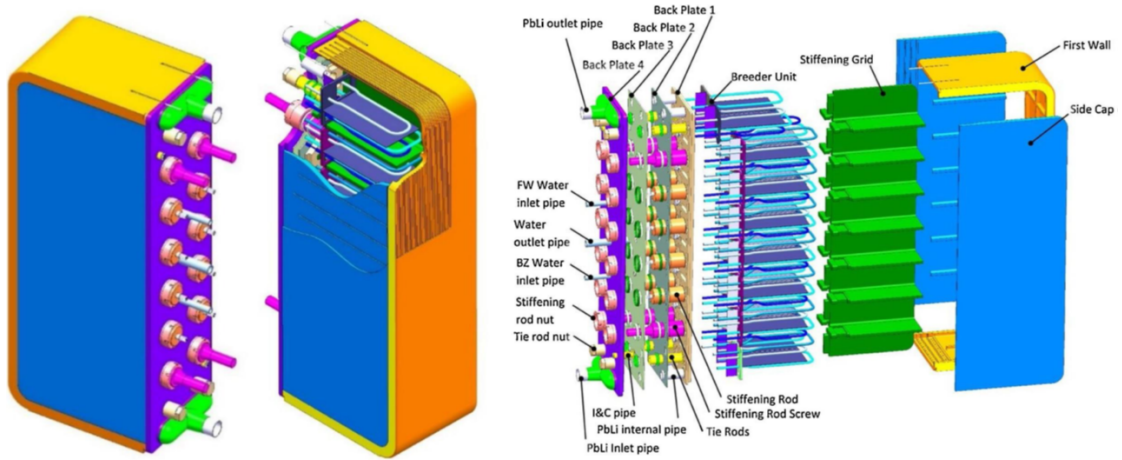 PbLi outlet pipe
Back Plate 1
Back Plate 2
Back Plate 3
Back Plate 4
Breeder Unit
Stiffening Grid
First Wall
Side Cap
FW Water
inlet pipe
Water
outlet pipe
BZ Water
inlet pipe
Stiffening
rod nut
Tie rod nut
I&C pipe
PbLi internal pipe
PbLi Inlet pipe
Stiffening Rod
Stiffening Rod Screw
Tie Rods